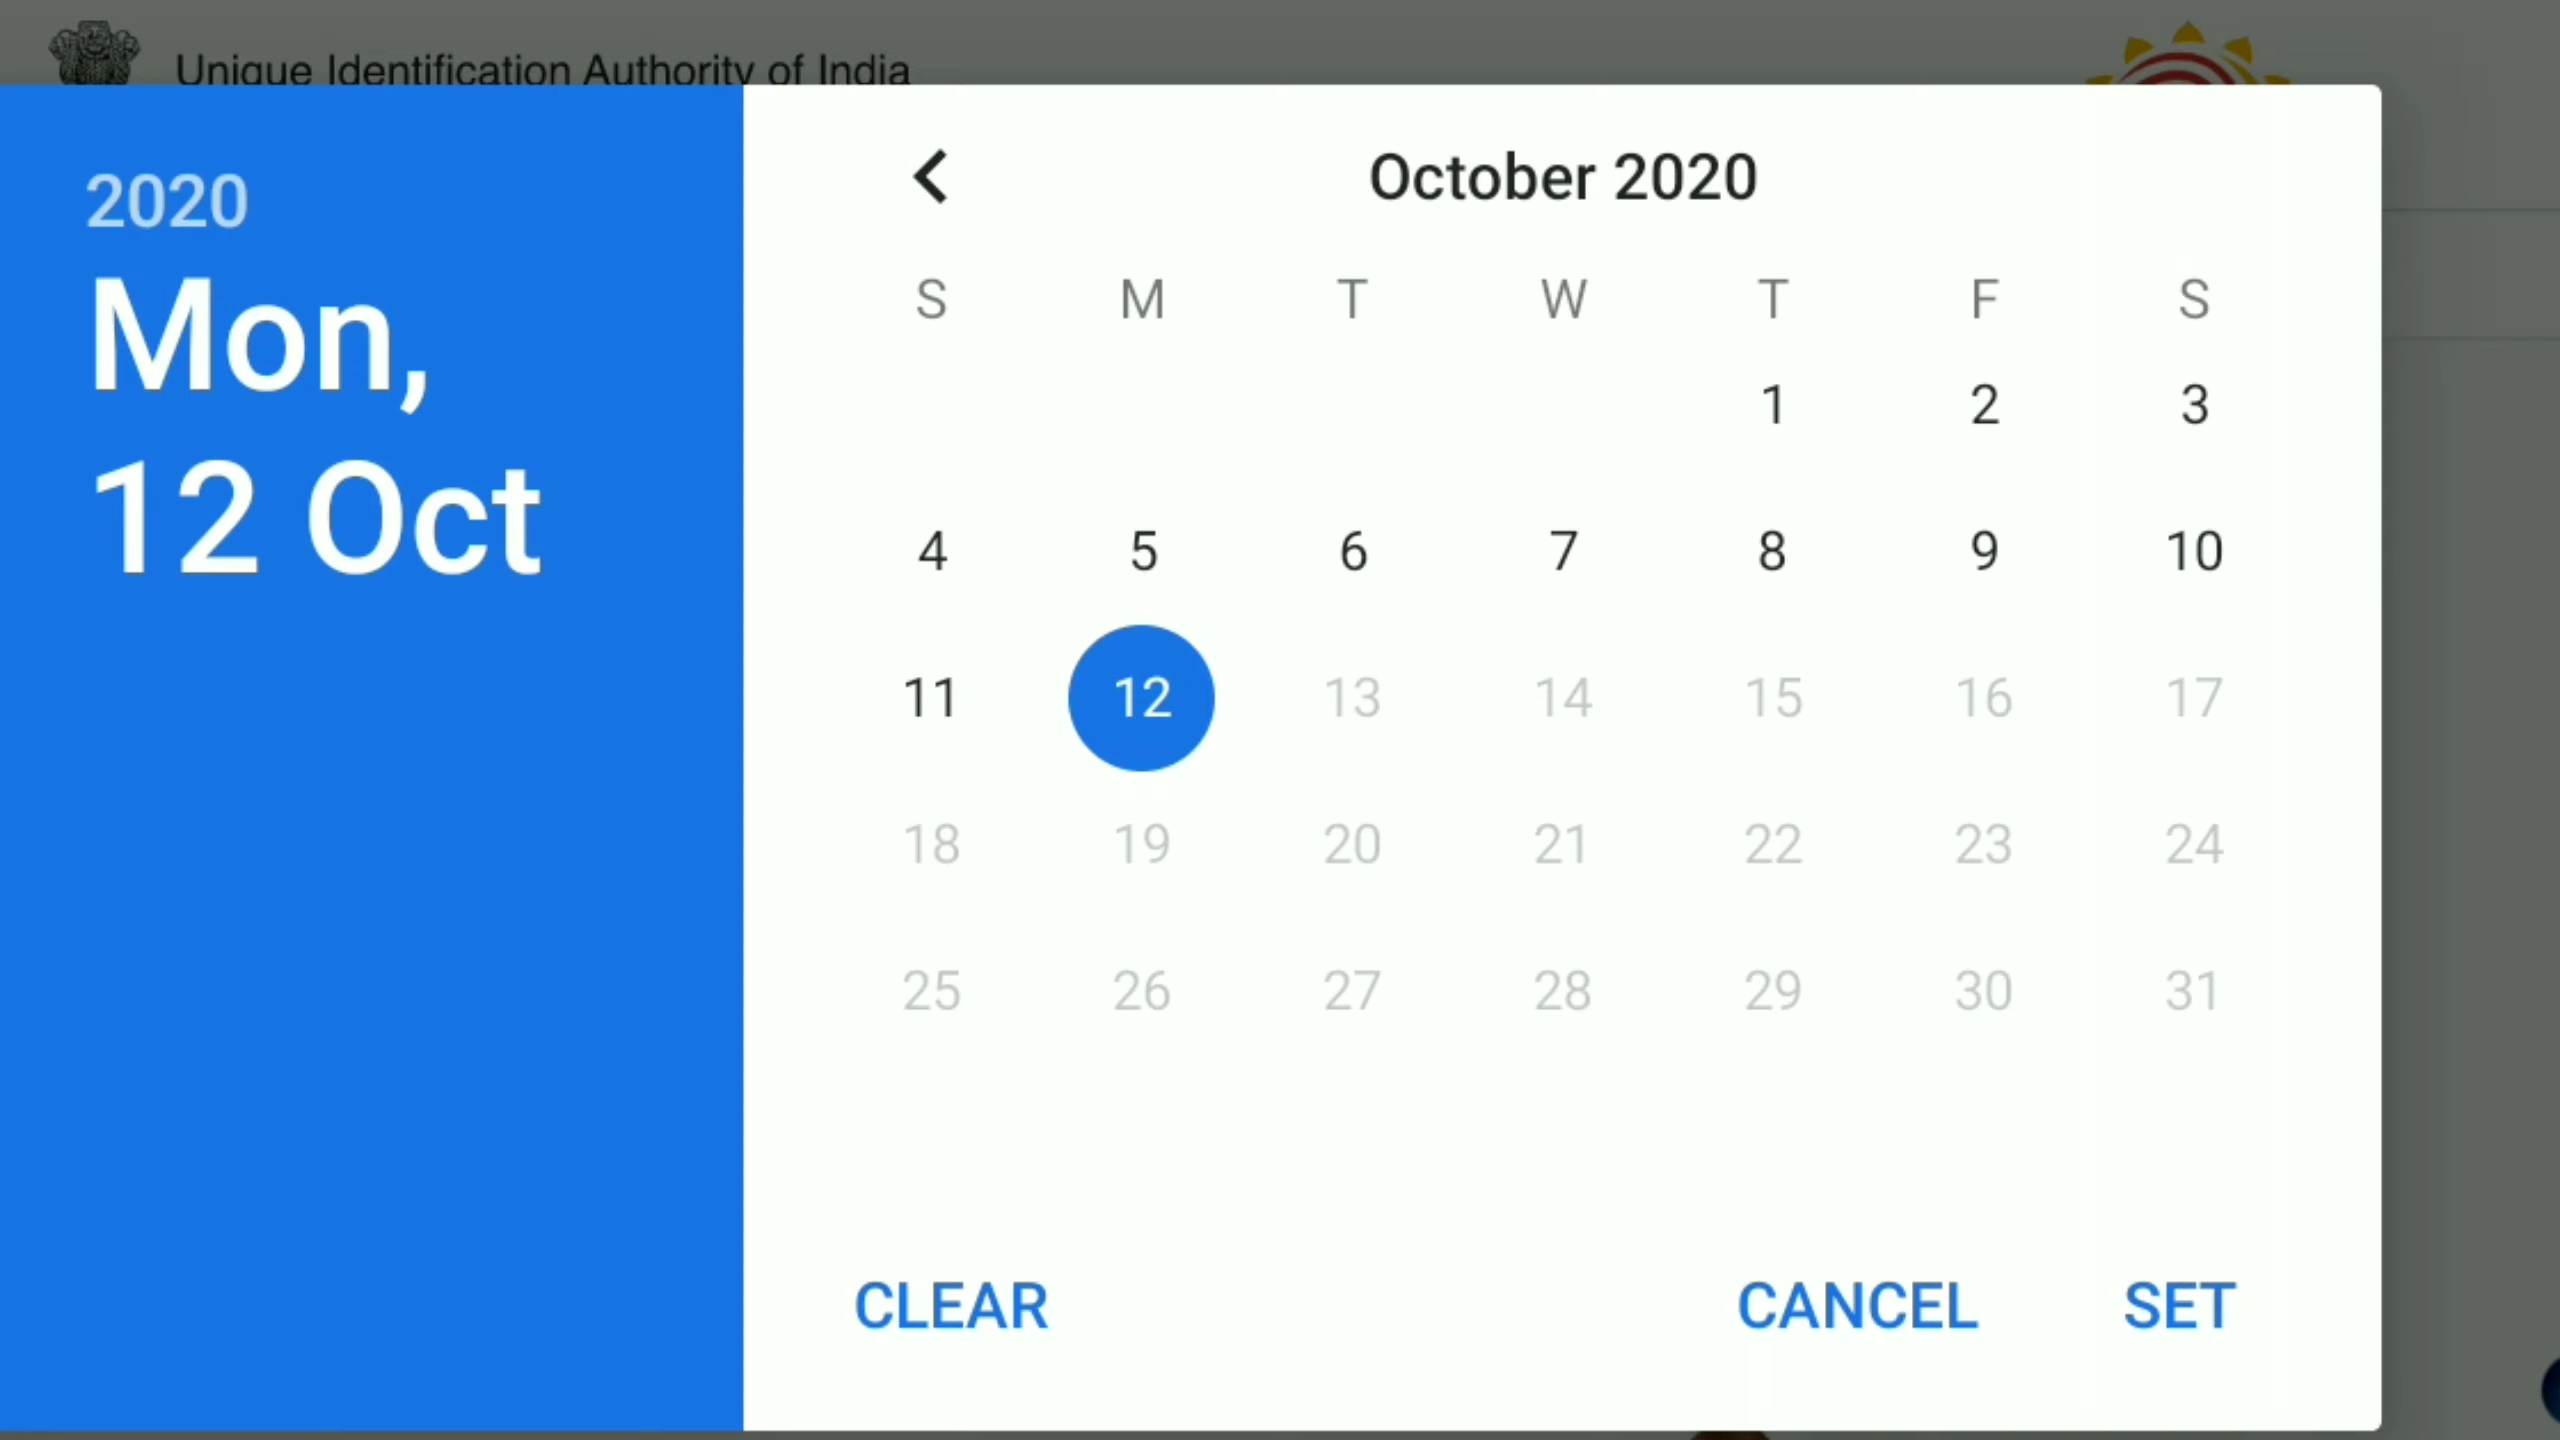 Unique Identification Authority of India
2020
Mon,
12 Oct
October 2020
S M T W T F S
1 2 3
4 5 6 7 8 9 10
11 12 13 14 15 16 17
18 19 20 21 22 23 24
25 26 27 28 29 30 31
CLEAR CANCEL SET